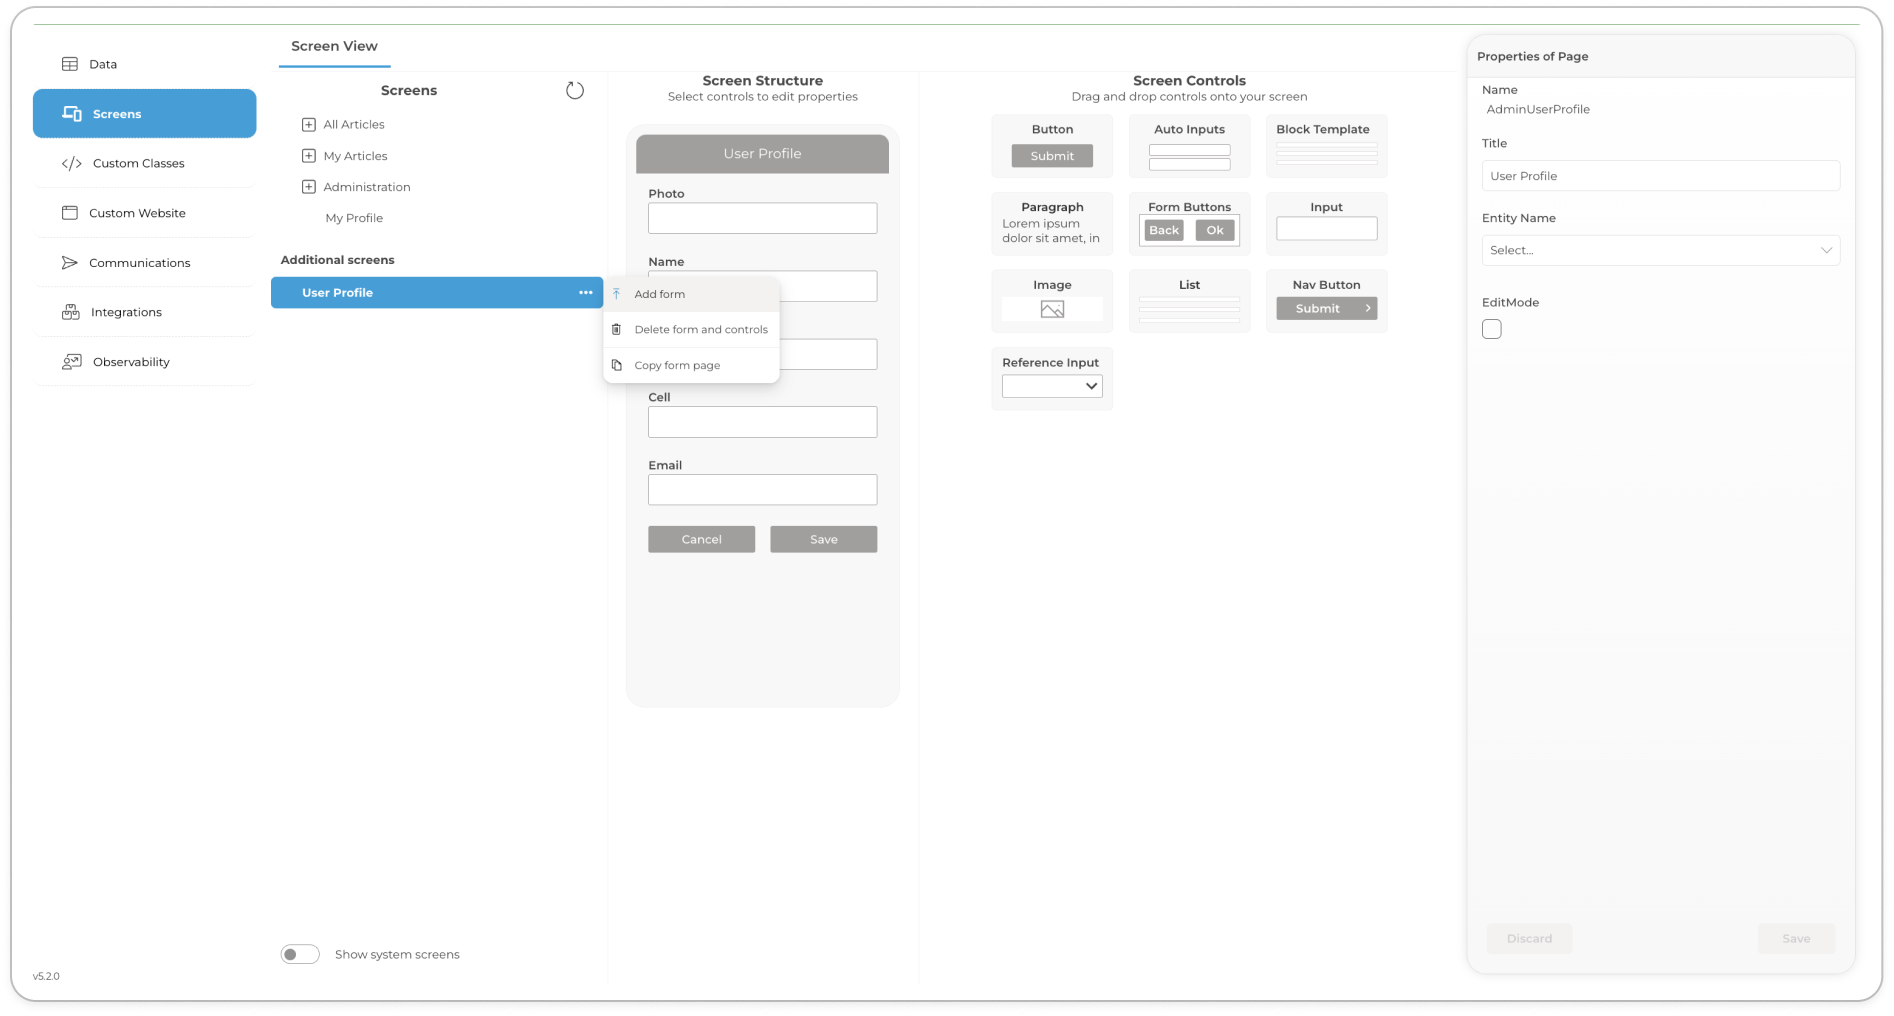 Data
Screens
Custom Classes
Custom Website
Communications
Integrations
Observability
v5.2.0
Screen View
Screens
All Articles
My Articles
Administration
My Profile
Additional screens
User Profile
Add form
Delete form and controls
Copy form page
Show system screens
Screen Structure
Select controls to edit properties
User Profile
Photo
Name
Cell
Email
Cancel
Save
Screen Controls
Drag and drop controls onto your screen
Button
Submit
Auto Inputs
Block Template
Paragraph
Lorem ipsum
dolor sit amet, in
Form Buttons
Back
Ok
Input
Image
List
Nav Button
Submit
Reference Input
Properties of Page
Name
AdminUserProfile
Title
User Profile
Entity Name
Select...
EditMode
Discard
Save